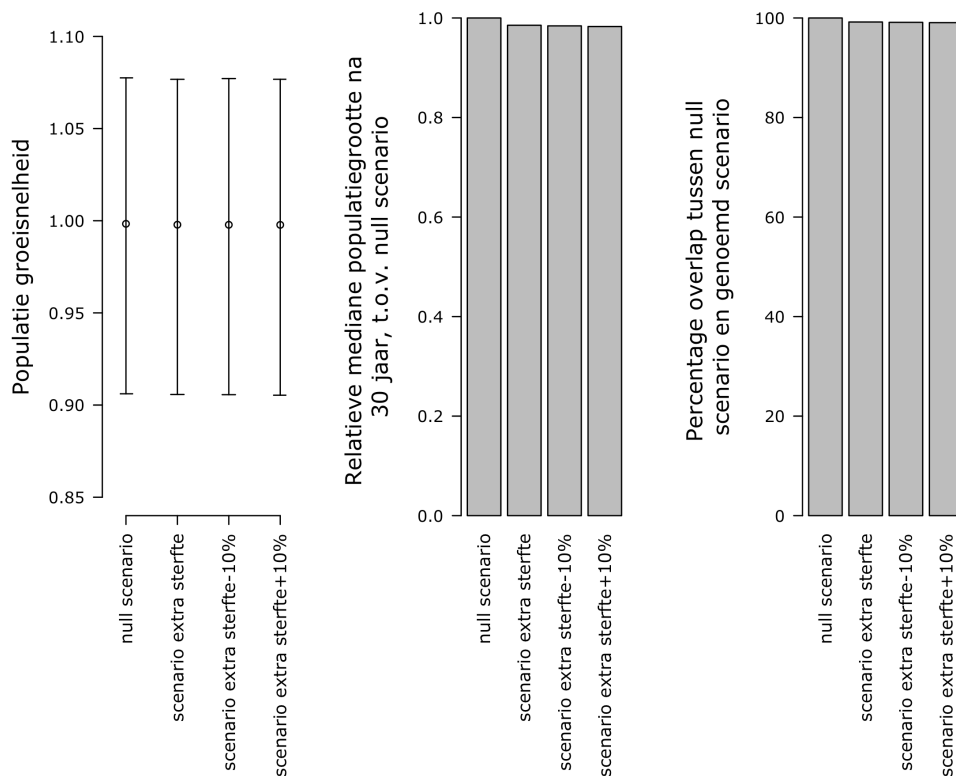 Populatie groeisnelheid
1.10
1.05
1.00
0.95
0.90
0.85
null scenario
scenario extra sterfte
scenario extra sterfte-10%
scenario extra sterfte+10%
Relatieve mediane populatiegrootte na
30 jaar, t.o.v. null scenario
1.0
0.8
0.6
0.4
0.2
0.0
null scenario
scenario extra sterfte
scenario extra sterfte-10%
scenario extra sterfte+10%
Percentage overlap tussen null
scenario en genoemd scenario
100
80
60
40
20
0
null scenario
scenario extra sterfte
scenario extra sterfte-10%
scenario extra sterfte+10%